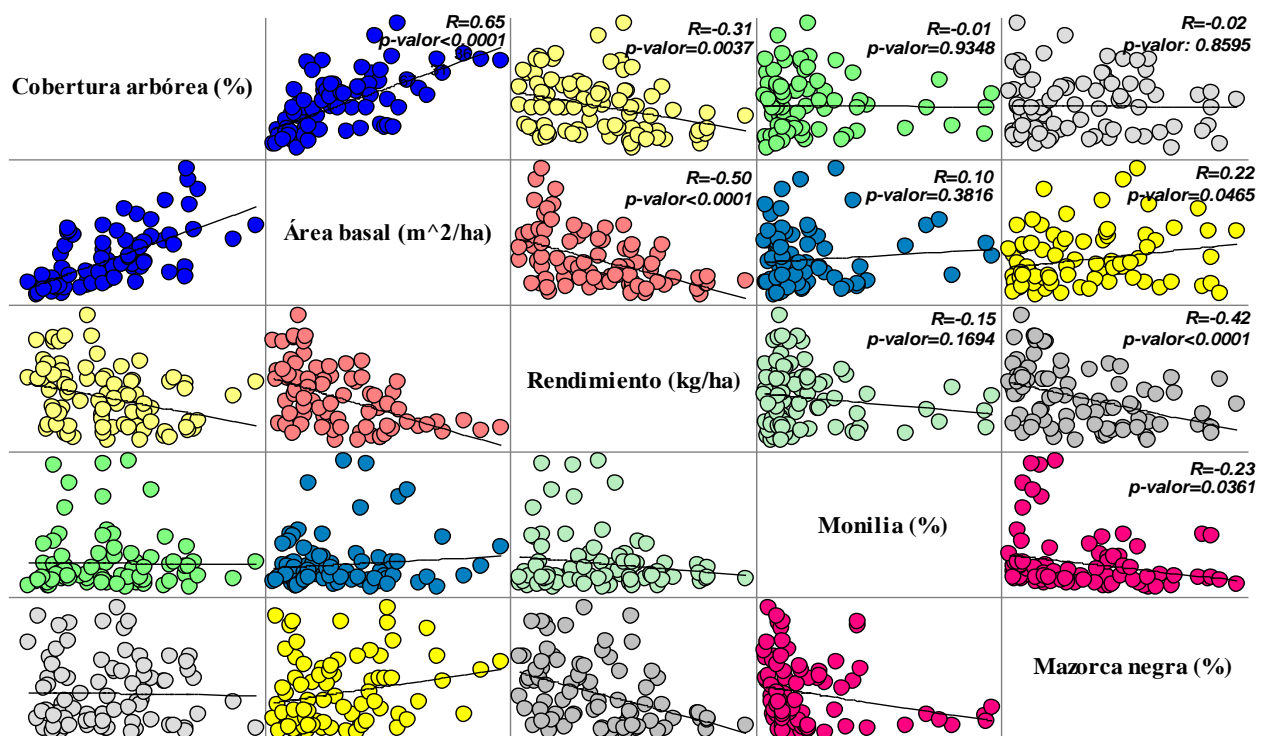 R=0.65
p-valor<0.0001
R=-0.31
p-valor=0.0037
R=-0.01
p-valor=0.9348
R=-0.02
p-valor: 0.8595
Cobertura arbórea (%)
Área basal (m^2/ha)
R=-0.50
p-valor<0.0001
R=0.10
p-valor=0.3816
R=0.22
p-valor=0.0465
Rendimiento (kg/ha)
R=-0.15
p-valor=0.1694
R=-0.42
p-valor<0.0001
Monilia (%)
R=-0.23
p-valor=0.0361
Mazorca negra (%)